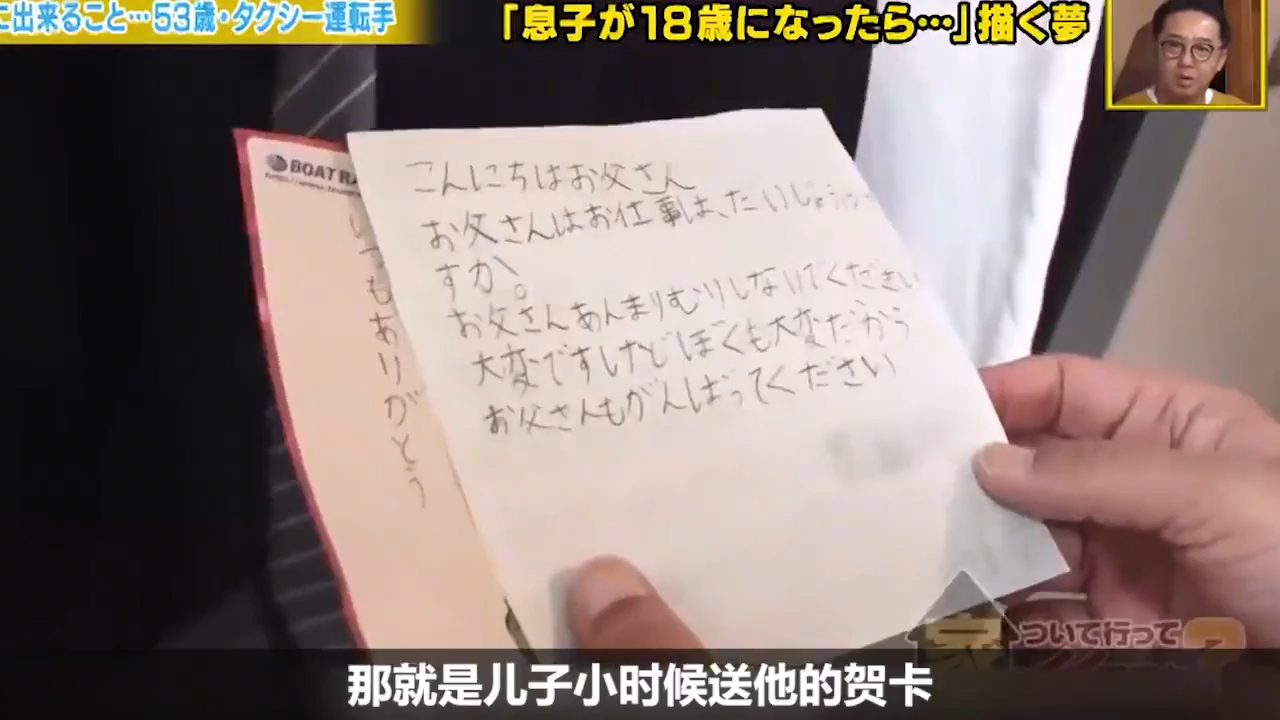 に出来ること…53歳・タクシー運転手
「息子が18歳になったら…」描く夢
BOAT
いつもありがとう
こんにちはお父さん
お父さんはお仕事は、たいじょうぶ
すか。
お父さんあんまりむりしないでください
大変ですけどぼくも大変だから
お父さんもがんばってください
家ついて行って
那就是儿子小时候送他的贺卡